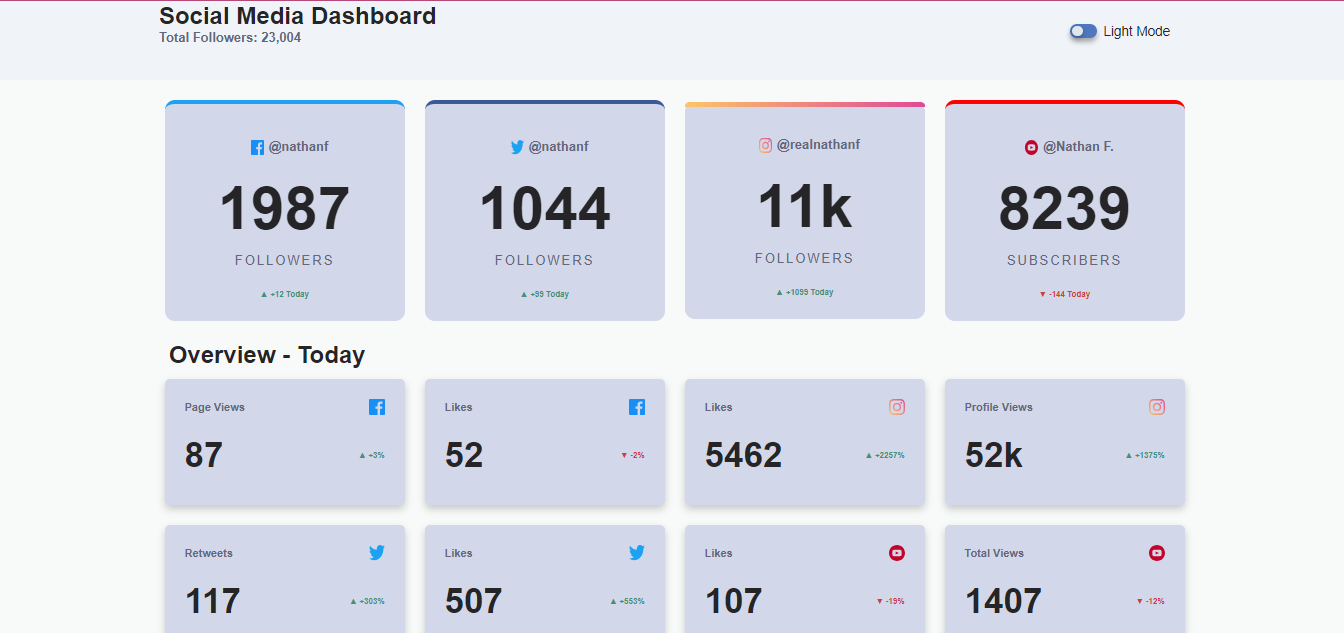 Social Media Dashboard
Total Followers: 23,004
Light Mode
@nathanf
1987
FOLLOWERS
▲ +12 Today
@nathanf
1044
FOLLOWERS
▲ +99 Today
@realnathanf
11k
FOLLOWERS
▲ +1099 Today
@Nathan F.
8239
SUBSCRIBERS
▼ -144 Today
Overview - Today
Page Views
87
▲ +3%
Likes
52
▼ -2%
Likes
5462
▲ +2257%
Profile Views
52k
▲ +1375%
Retweets
117
▲ +303%
Likes
507
▲ +553%
Likes
107
▼ -19%
Total Views
1407
▼ -12%